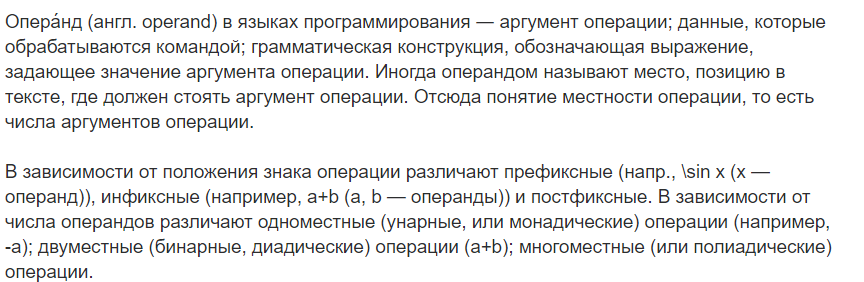 Опера́нд (англ. operand) в языках программирования — аргумент операции; данные, которые
обрабатываются командой; грамматическая конструкция, обозначающая выражение,
задающее значение аргумента операции. Иногда операндом называют место, позицию в
тексте, где должен стоять аргумент операции. Отсюда понятие местности операции, то есть
числа аргументов операции.
В зависимости от положения знака операции различают префиксные (напр., \sin x (x —
операнд)), инфиксные (например, a+b (a, b — операнды)) и постфиксные. В зависимости от
числа операндов различают одноместные (унарные, или монадические) операции (например,
-a); двуместные (бинарные, диадические) операции (a+b); многоместные (или полиадические)
операции.